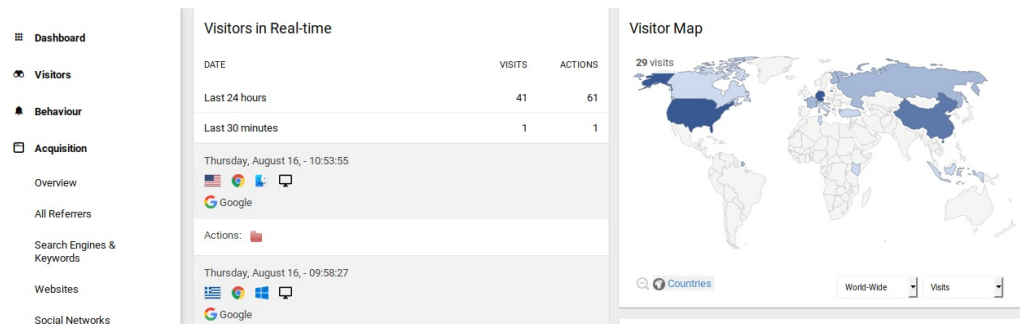 Dashboard
Visitors
Behaviour
Acquisition
Overview
All Referrers
Search Engines &
Keywords
Websites
Social Networks
Visitors in Real-time
DATE VISITS ACTIONS
Last 24 hours 41 61
Last 30 minutes 1 1
Thursday, August 16, - 10:53:55
Google
Actions:
Thursday, August 16, - 09:58:27
Google
Visitor Map
29 visits
Countries
World-Wide
Visits